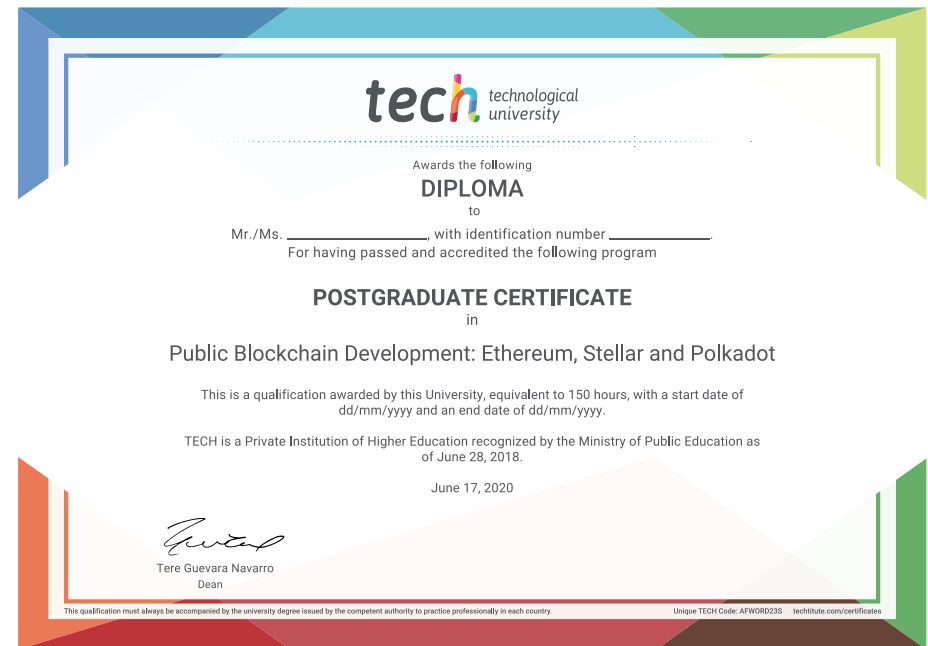 tech technological
university
Awards the following
DIPLOMA
to
Mr./Ms. ____________________, with identification number ______________.
For having passed and accredited the following program
POSTGRADUATE CERTIFICATE
in
Public Blockchain Development: Ethereum, Stellar and Polkadot
This is a qualification awarded by this University, equivalent to 150 hours, with a start date of
dd/mm/yyyy and an end date of dd/mm/yyyy.
TECH is a Private Institution of Higher Education recognized by the Ministry of Public Education as
of June 28, 2018.
June 17, 2020
Tere Guevara Navarro
Dean
This qualification must always be accompanied by the university degree issued by the competent authority to practice professionally in each country. Unique TECH Code: AFWORD23S techtitute.com/certificates